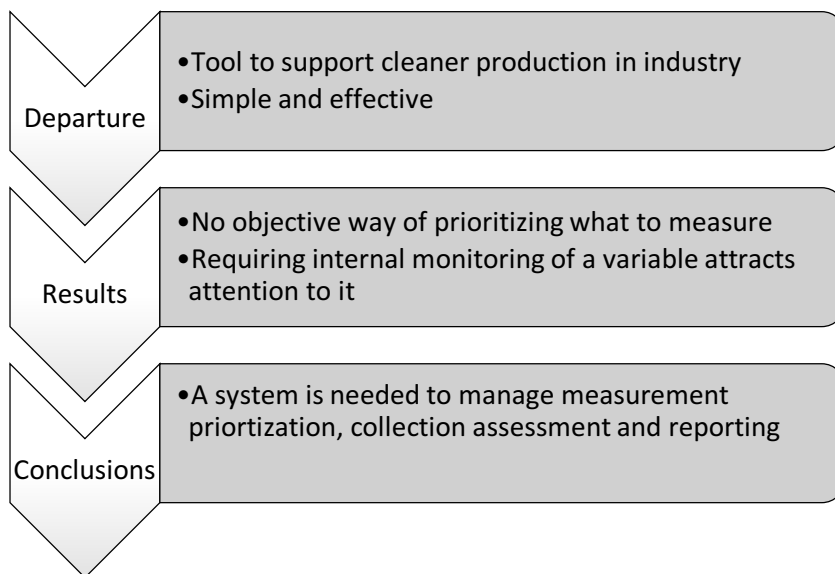 Departure
•Tool to support cleaner production in industry
•Simple and effective
Results
•No objective way of prioritizing what to measure
•Requiring internal monitoring of a variable attracts
attention to it
Conclusions
•A system is needed to manage measurement
priortization, collection assessment and reporting